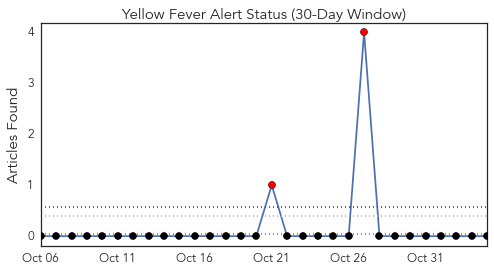 Yellow Fever Alert Status (30-Day Window)
Articles Found
4
3
2
1
0
Oct 06 Oct 11 Oct 16 Oct 21 Oct 26 Oct 31